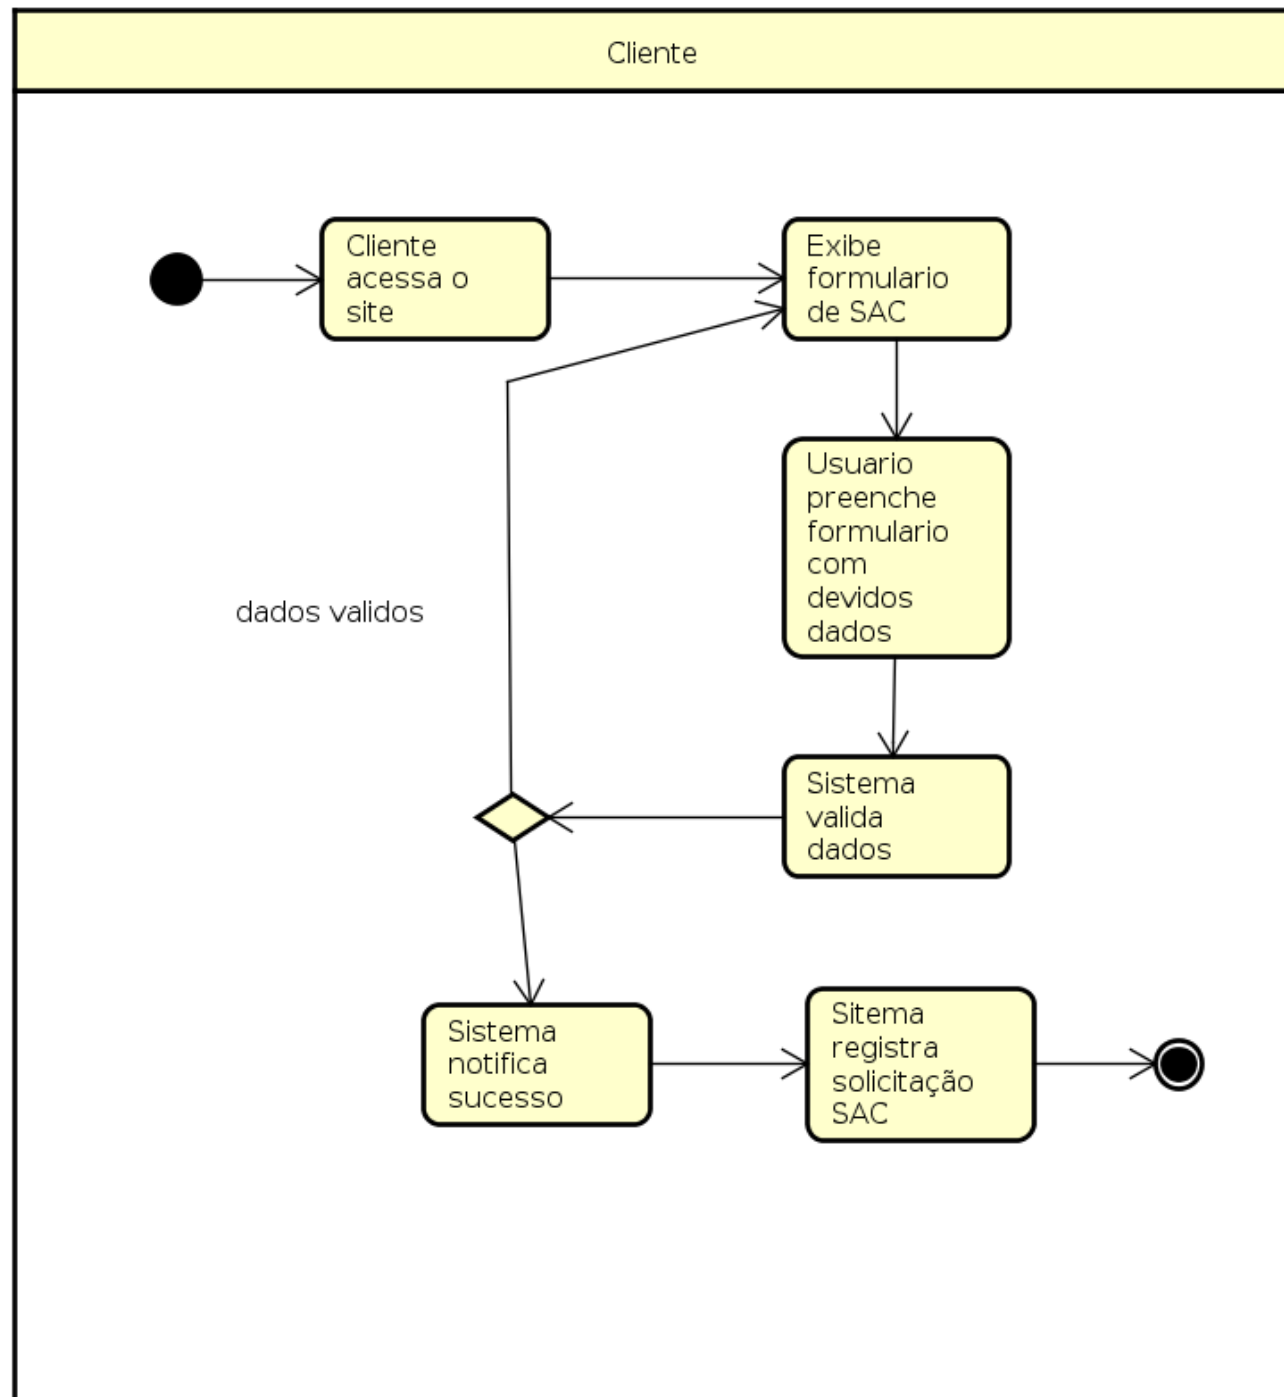 Cliente
Cliente
acessa o
site
Exibe
formulario
de SAC
Usuario
preenche
formulario
com
devidos
dados
dados validos
Sistema
valida
dados
Sistema
notifica
sucesso
Sitema
registra
solicitação
SAC